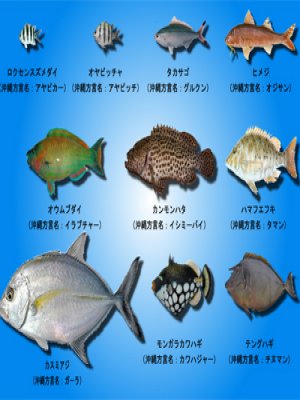 ロクセンスズメダイ
(沖縄方言名：アヤビカー)
オヤビッチャ
(沖縄方言名：アヤビッチ)
タカサゴ
(沖縄方言名：グルクン)
ヒメジ
(沖縄方言名：オジサン)
オウムブダイ
(沖縄方言名：イラブチャー)
カンモンハタ
(沖縄方言名：イシミーバイ)
ハマフエフキ
(沖縄方言名：タマン)
カスミアジ
(沖縄方言名：ガーラ)
モンガラカワハギ
(沖縄方言名：カワハジャー)
テングハギ
(沖縄方言名：チヌマン)